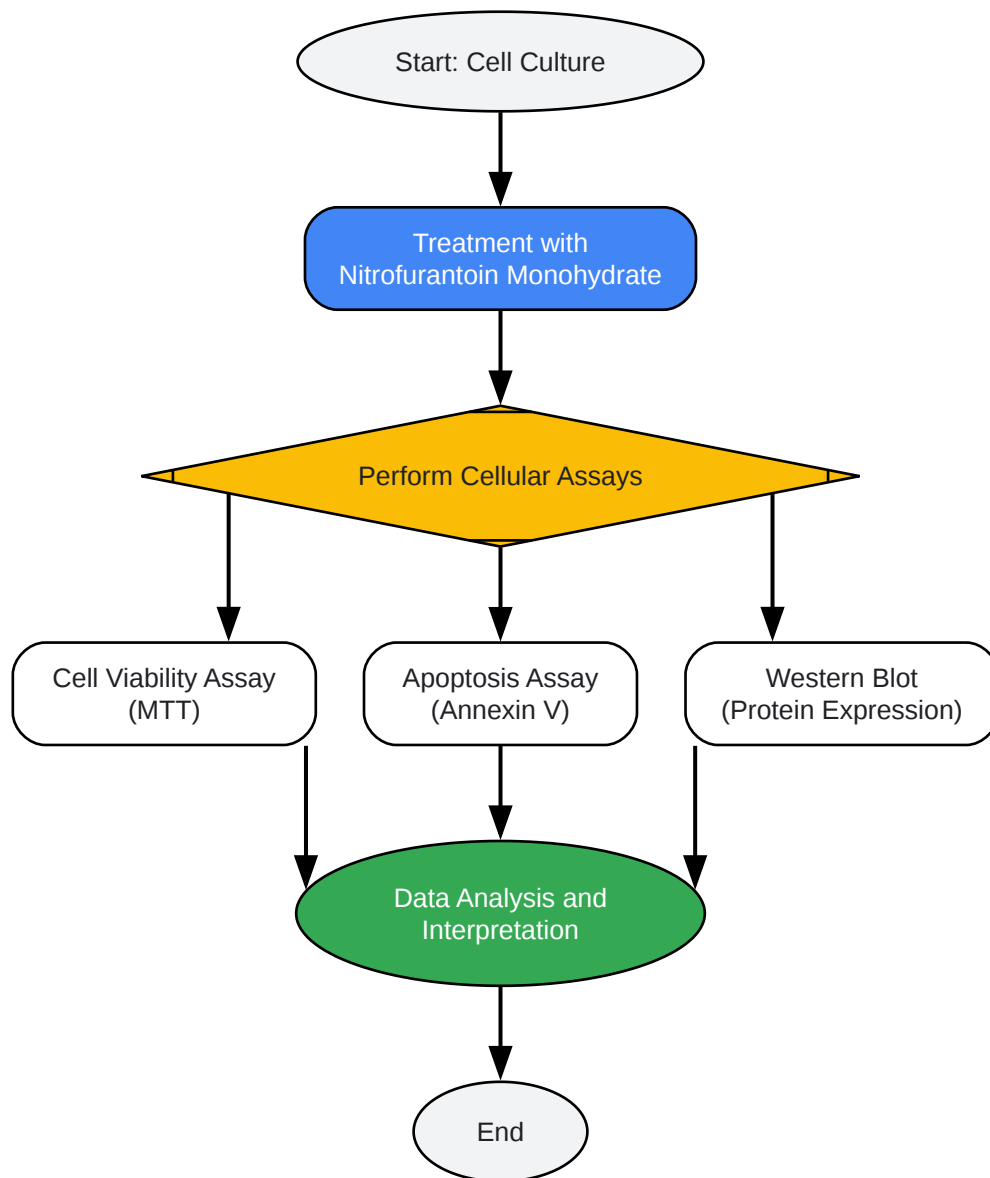 Start: Cell Culture
Treatment with
Nitrofurantoin Monohydrate
Perform Cellular Assays
Cell Viability Assay
(MTT)
Apoptosis Assay
(Annexin V)
Western Blot
(Protein Expression)
Data Analysis and
Interpretation
End